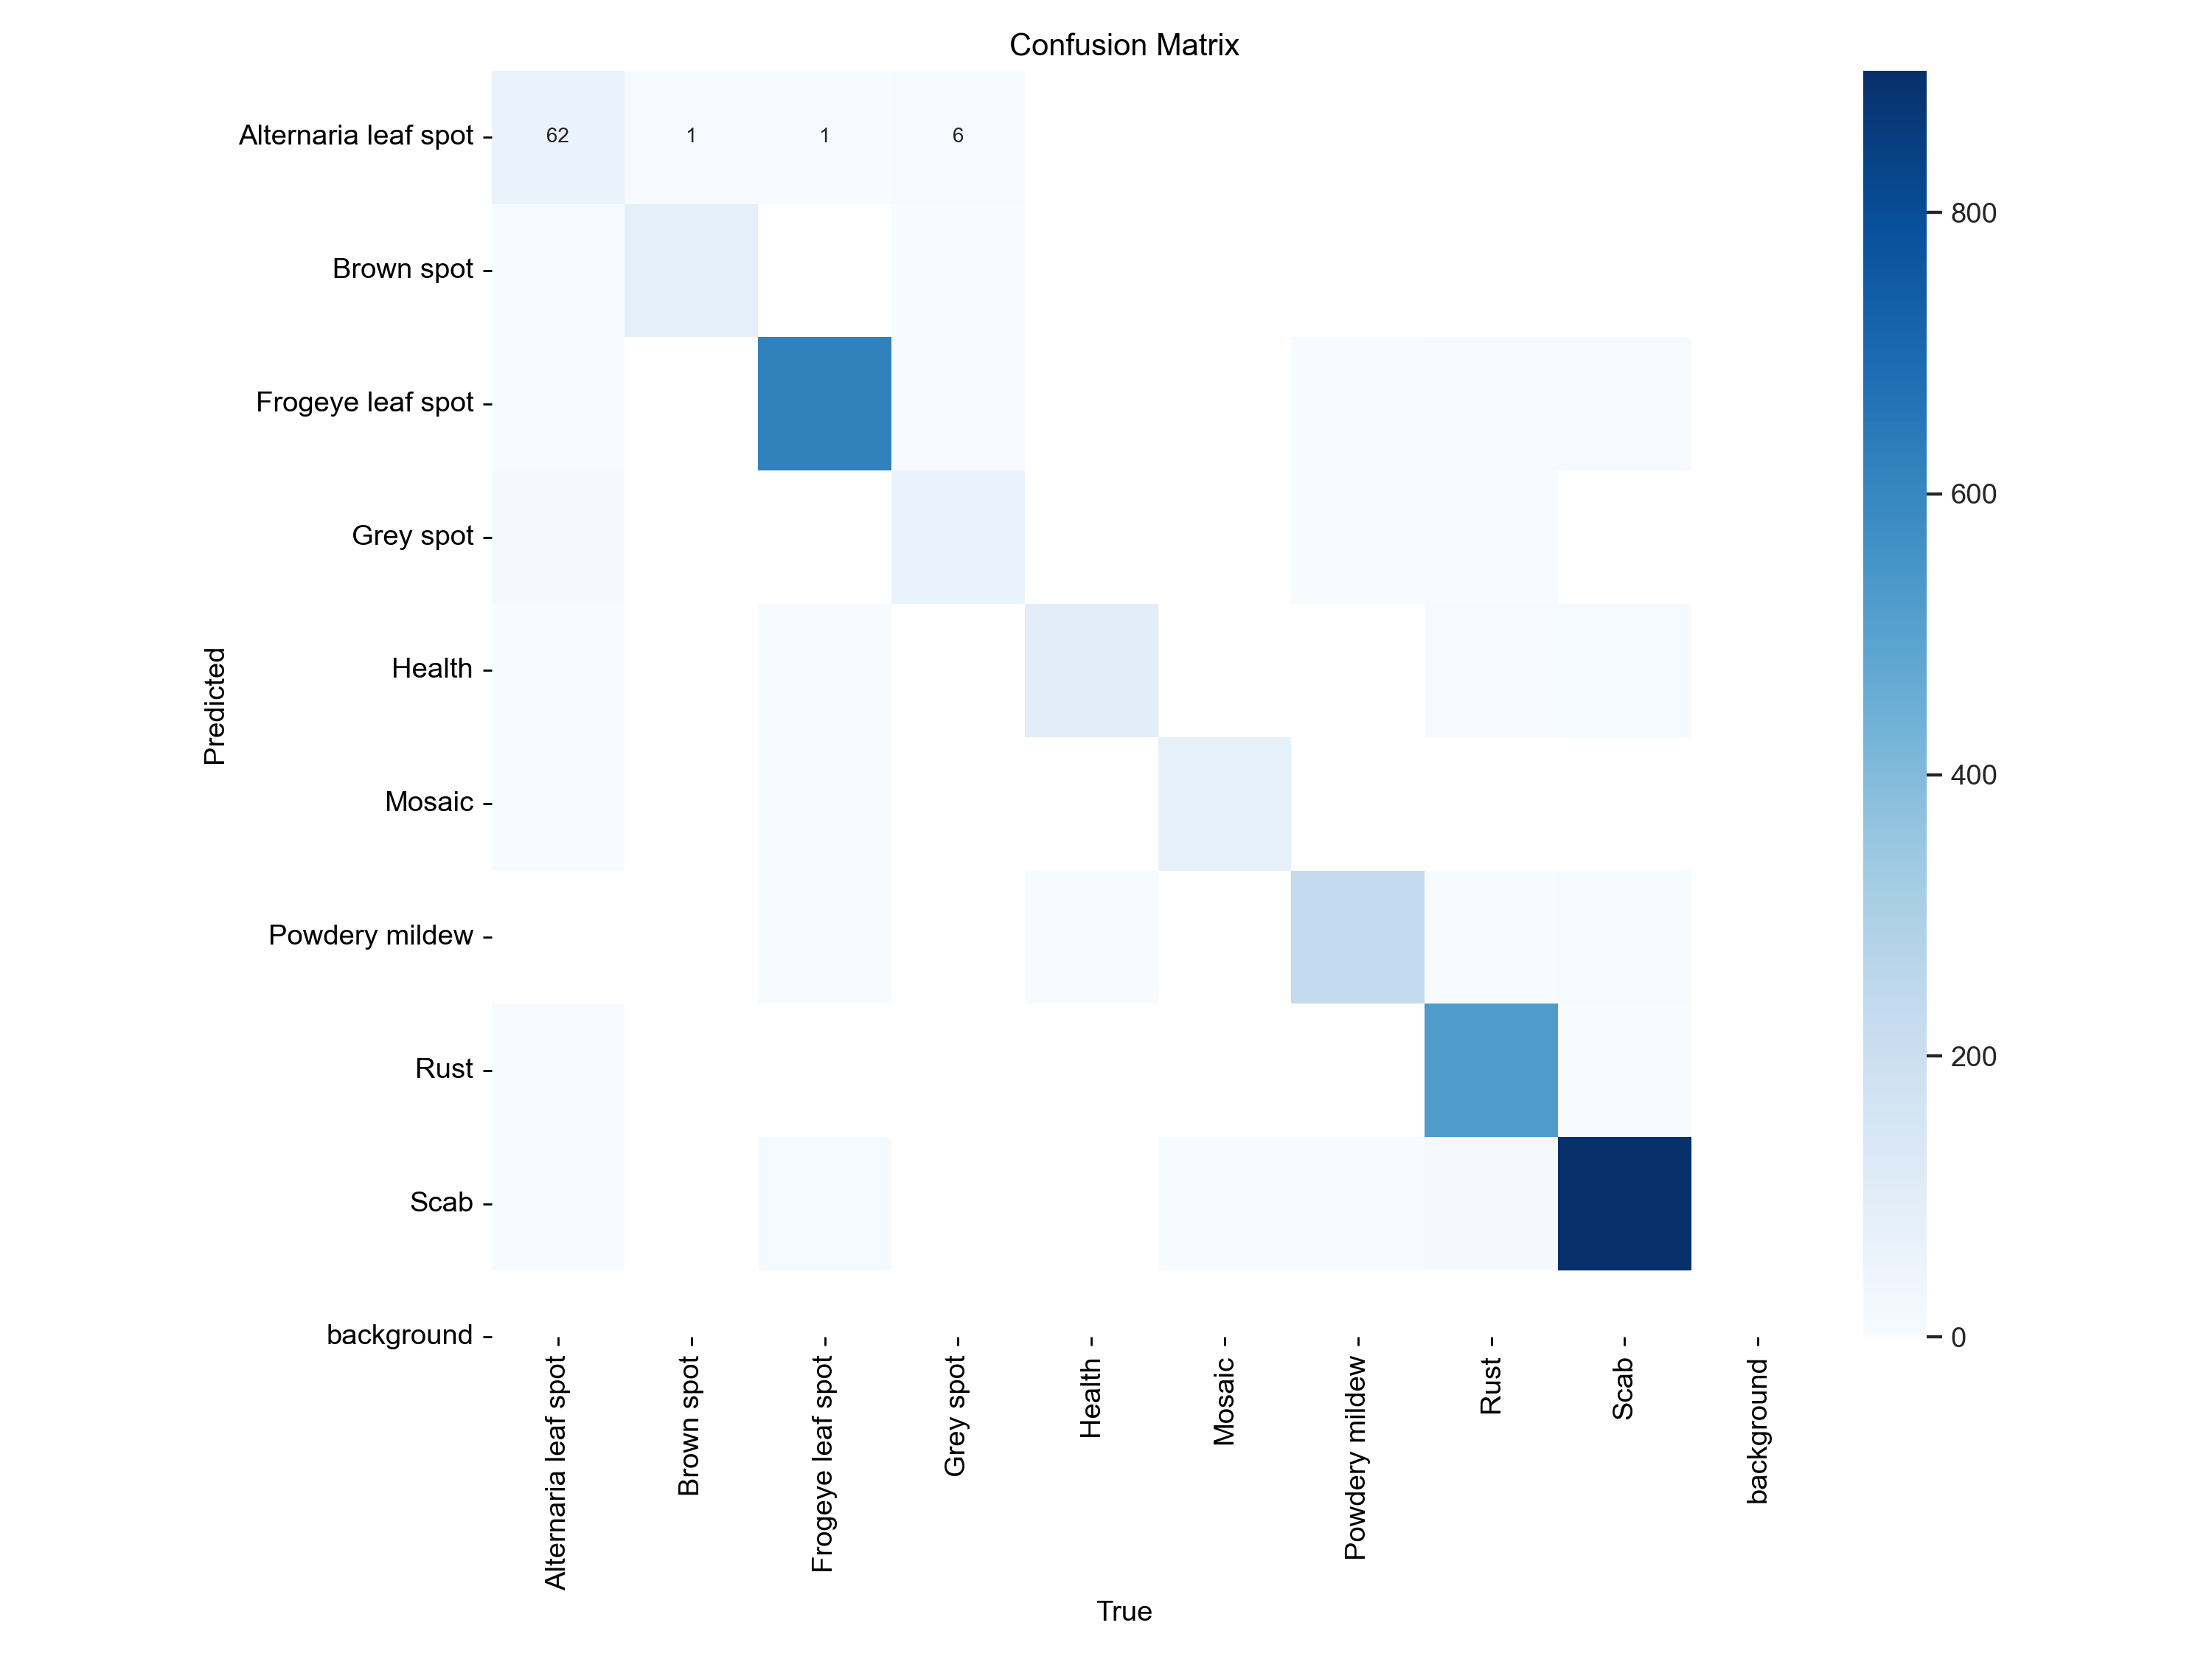 Confusion Matrix
Alternaria leaf spot
62 1 1 6
Brown spot
Frogeye leaf spot
Grey spot
Health
Mosaic
Powdery mildew
Rust
Scab
background
Predicted
Alternaria leaf spot
Brown spot
Frogeye leaf spot
Grey spot
Health
Mosaic
Powdery mildew
Rust
Scab
background
True
800
600
400
200
0